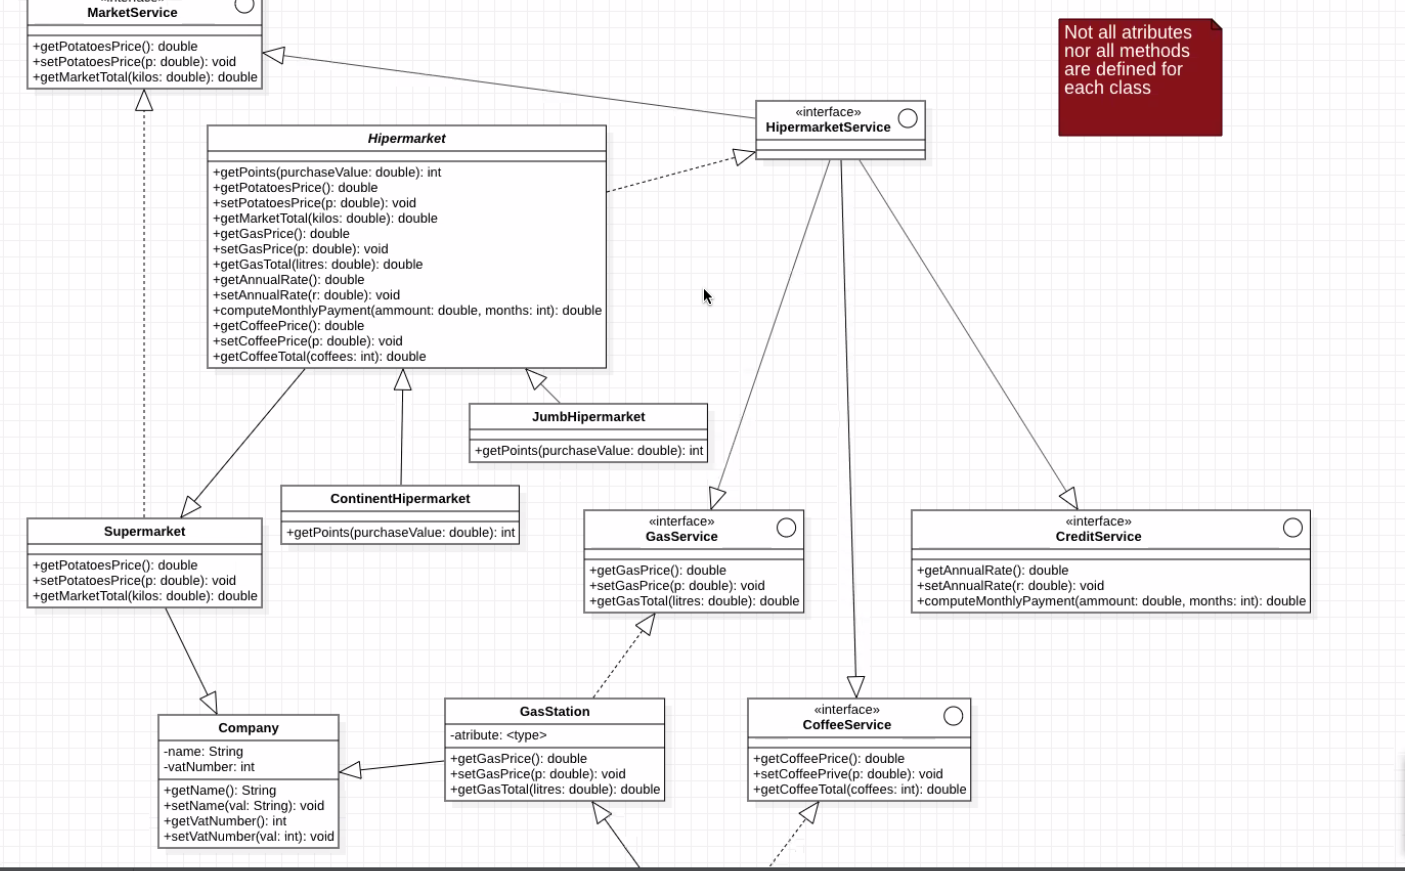 «interface»
MarketService
+getPotatoesPrice(): double
+setPotatoesPrice(p: double): void
+getMarketTotal(kilos: double): double
Not all atributes
nor all methods
are defined for
each class
«interface»
HipermarketService
Hipermarket
+getPoints(purchaseValue: double): int
+getPotatoesPrice(): double
+setPotatoesPrice(p: double): void
+getMarketTotal(kilos: double): double
+getGasPrice(): double
+setGasPrice(p: double): void
+getGasTotal(litres: double): double
+getAnnualRate(): double
+setAnnualRate(r: double): void
+computeMonthlyPayment(ammount: double, months: int): double
+getCoffeePrice(): double
+setCoffeePrice(p: double): void
+getCoffeeTotal(coffees: int): double
JumbHipermarket
+getPoints(purchaseValue: double): int
ContinentHipermarket
+getPoints(purchaseValue: double): int
Supermarket
+getPotatoesPrice(): double
+setPotatoesPrice(p: double): void
+getMarketTotal(kilos: double): double
«interface»
GasService
+getGasPrice(): double
+setGasPrice(p: double): void
+getGasTotal(litres: double): double
«interface»
CreditService
+getAnnualRate(): double
+setAnnualRate(r: double): void
+computeMonthlyPayment(ammount: double, months: int): double
Company
-name: String
-vatNumber: int
+getName(): String
+setName(val: String): void
+getVatNumber(): int
+setVatNumber(val: int): void
GasStation
-atribute: <type>
+getGasPrice(): double
+setGasPrice(p: double): void
+getGasTotal(litres: double): double
«interface»
CoffeeService
+getCoffeePrice(): double
+setCoffeePrive(p: double): void
+getCoffeeTotal(coffees: int): double